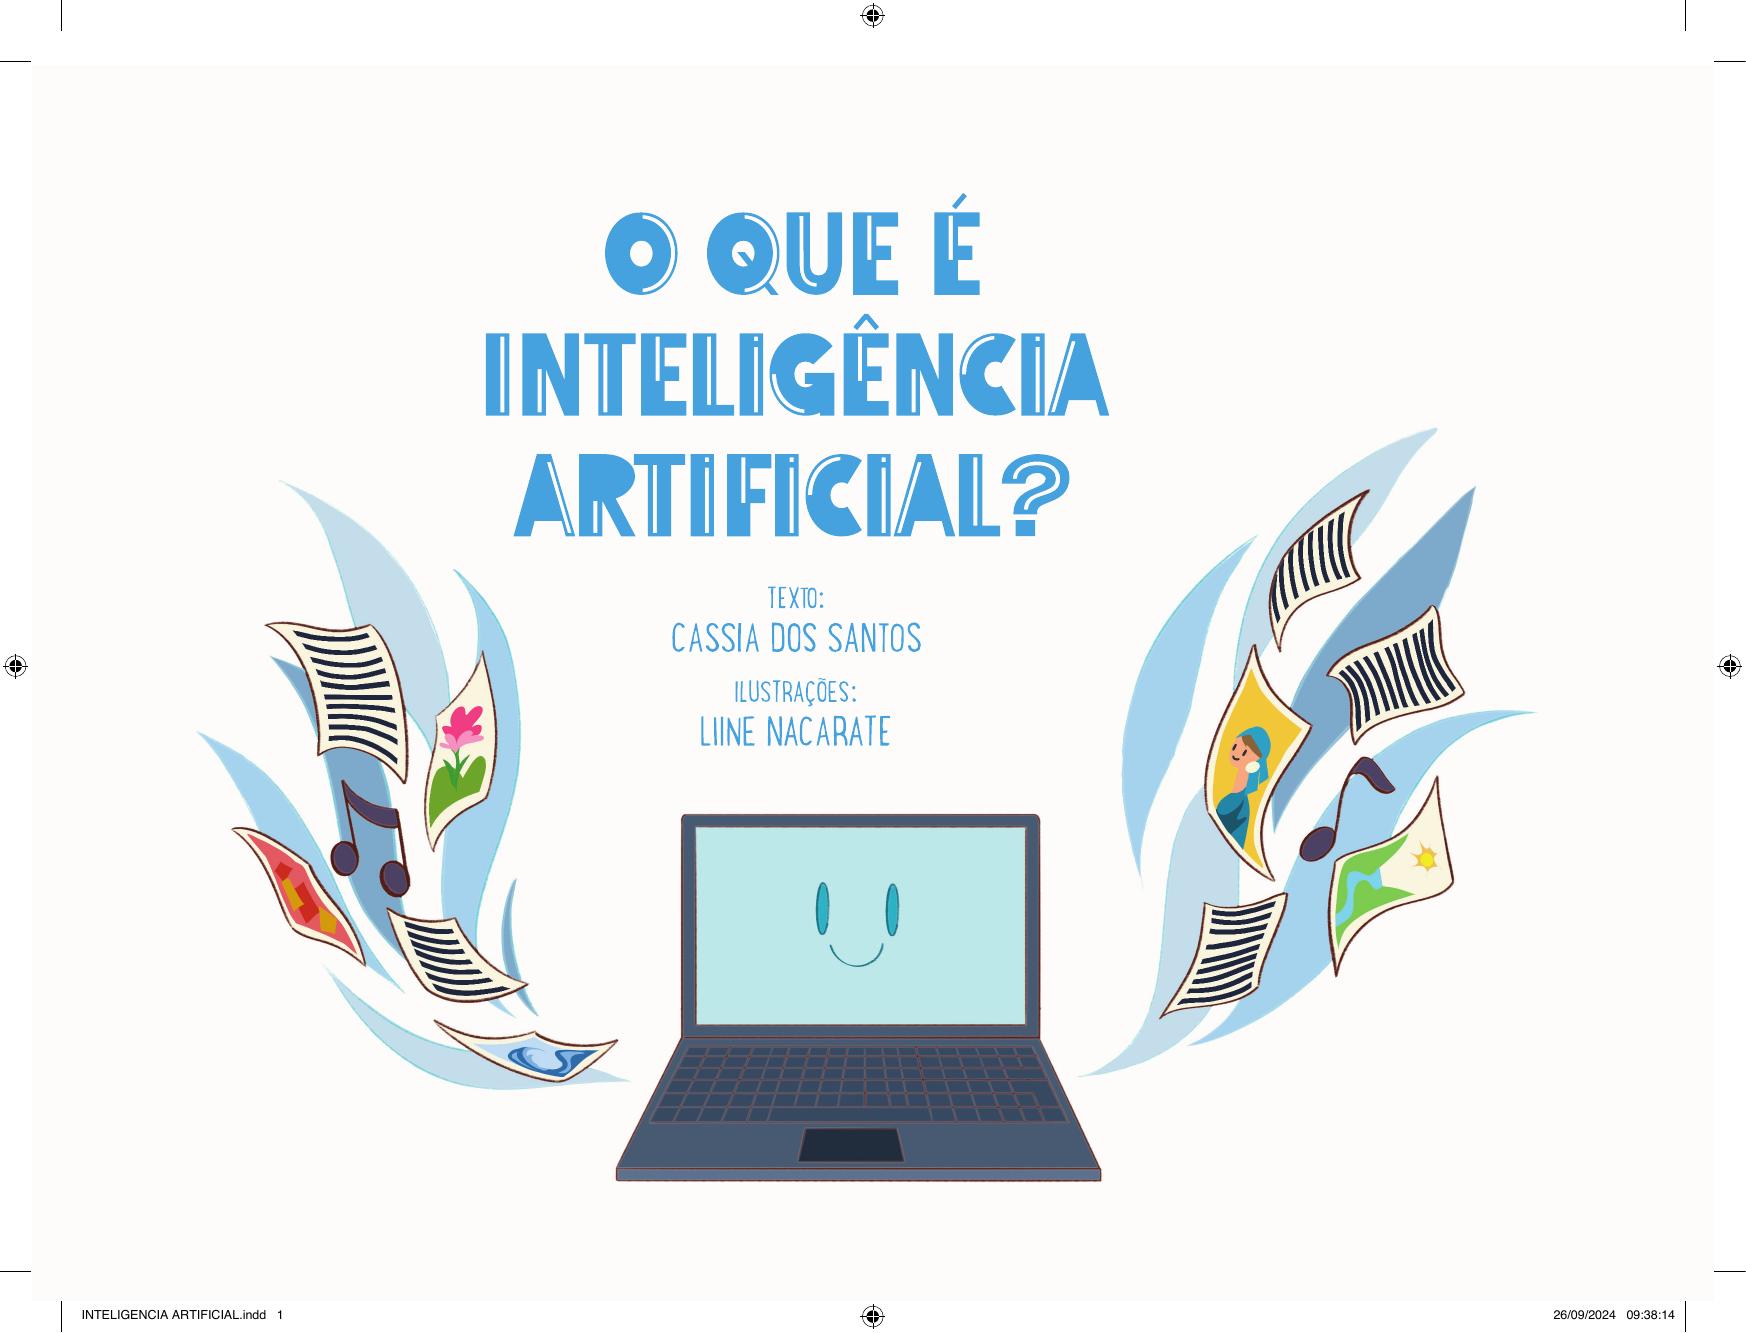 O QUE É
INTELIGÊNCIA
ARTIFICIAL?
TEXTO:
CASSIA DOS SANTOS
ILUSTRAÇÕES:
LIINE NACARATE
INTELIGENCIA ARTIFICIAL.indd 1
26/09/2024 09:38:14